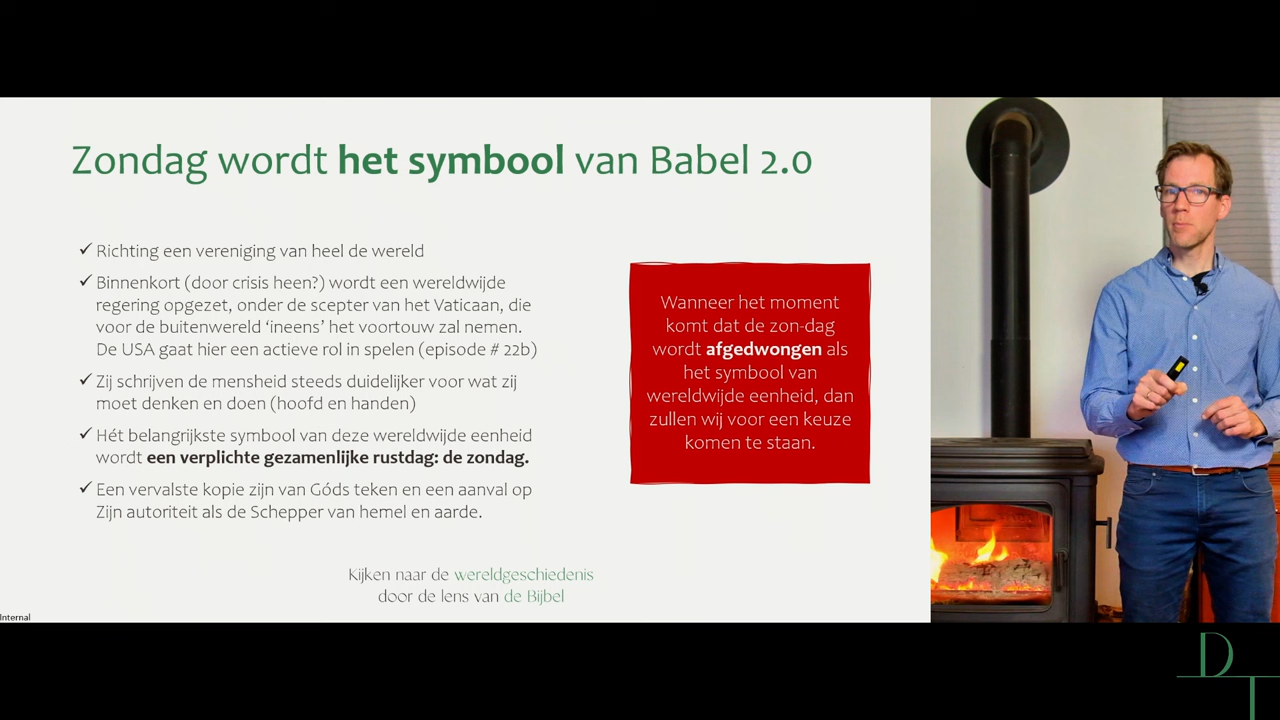 Zondag wordt het symbool van Babel 2.0
✓ Richting een vereniging van heel de wereld
✓ Binnenkort (door crisis heen?) wordt een wereldwijde
regering opgezet, onder de scepter van het Vaticaan, die
voor de buitenwereld ‘ineens’ het voortouw zal nemen.
De USA gaat hier een actieve rol in spelen (episode # 22b)
✓ Zij schrijven de mensheid steeds duidelijker voor wat zij
moet denken en doen (hoofd en handen)
✓ Hét belangrijkste symbool van deze wereldwijde eenheid
wordt een verplichte gezamenlijke rustdag: de zondag.
✓ Een vervalste kopie zijn van Góds teken en een aanval op
Zijn autoriteit als de Schepper van hemel en aarde.
Wanneer het moment
komt dat de zon-dag
wordt afgedwongen als
het symbool van
wereldwijde eenheid, dan
zullen wij voor een keuze
komen te staan.
Kijken naar de wereldgeschiedenis
door de lens van de Bijbel
Internal
DT